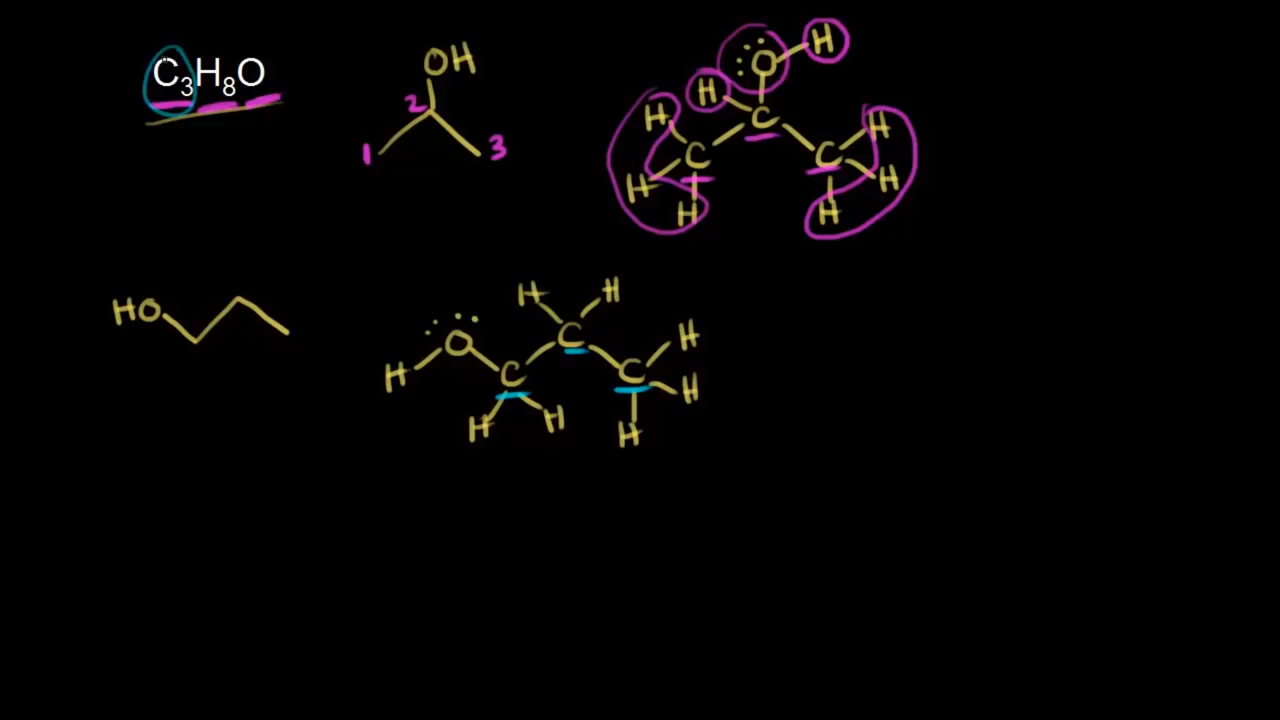 C₃H₈O
OH
2
1 3
H
O
H
H C H
H C C H
H H
HO
H H
O C H
H C C H
H H H